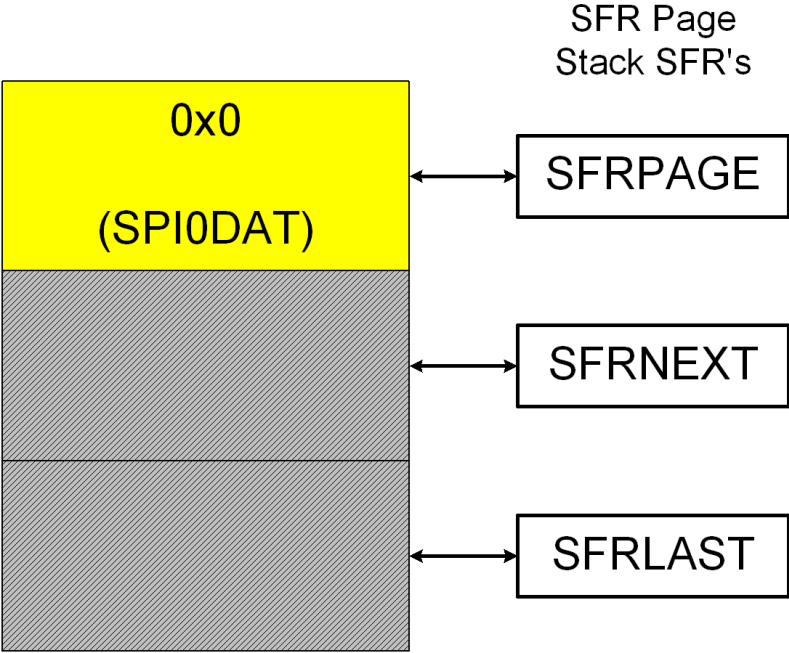 SFR Page
Stack SFR's
0x0
(SPI0DAT)
SFRPAGE
SFRNEXT
SFRLAST